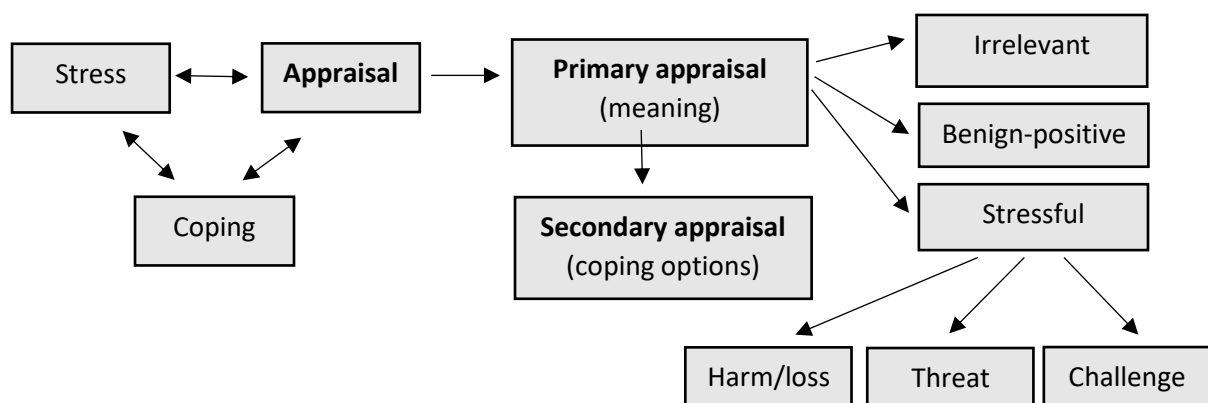 Stress
Appraisal
Coping
Primary appraisal
(meaning)
Secondary appraisal
(coping options)
Irrelevant
Benign-positive
Stressful
Harm/loss
Threat
Challenge